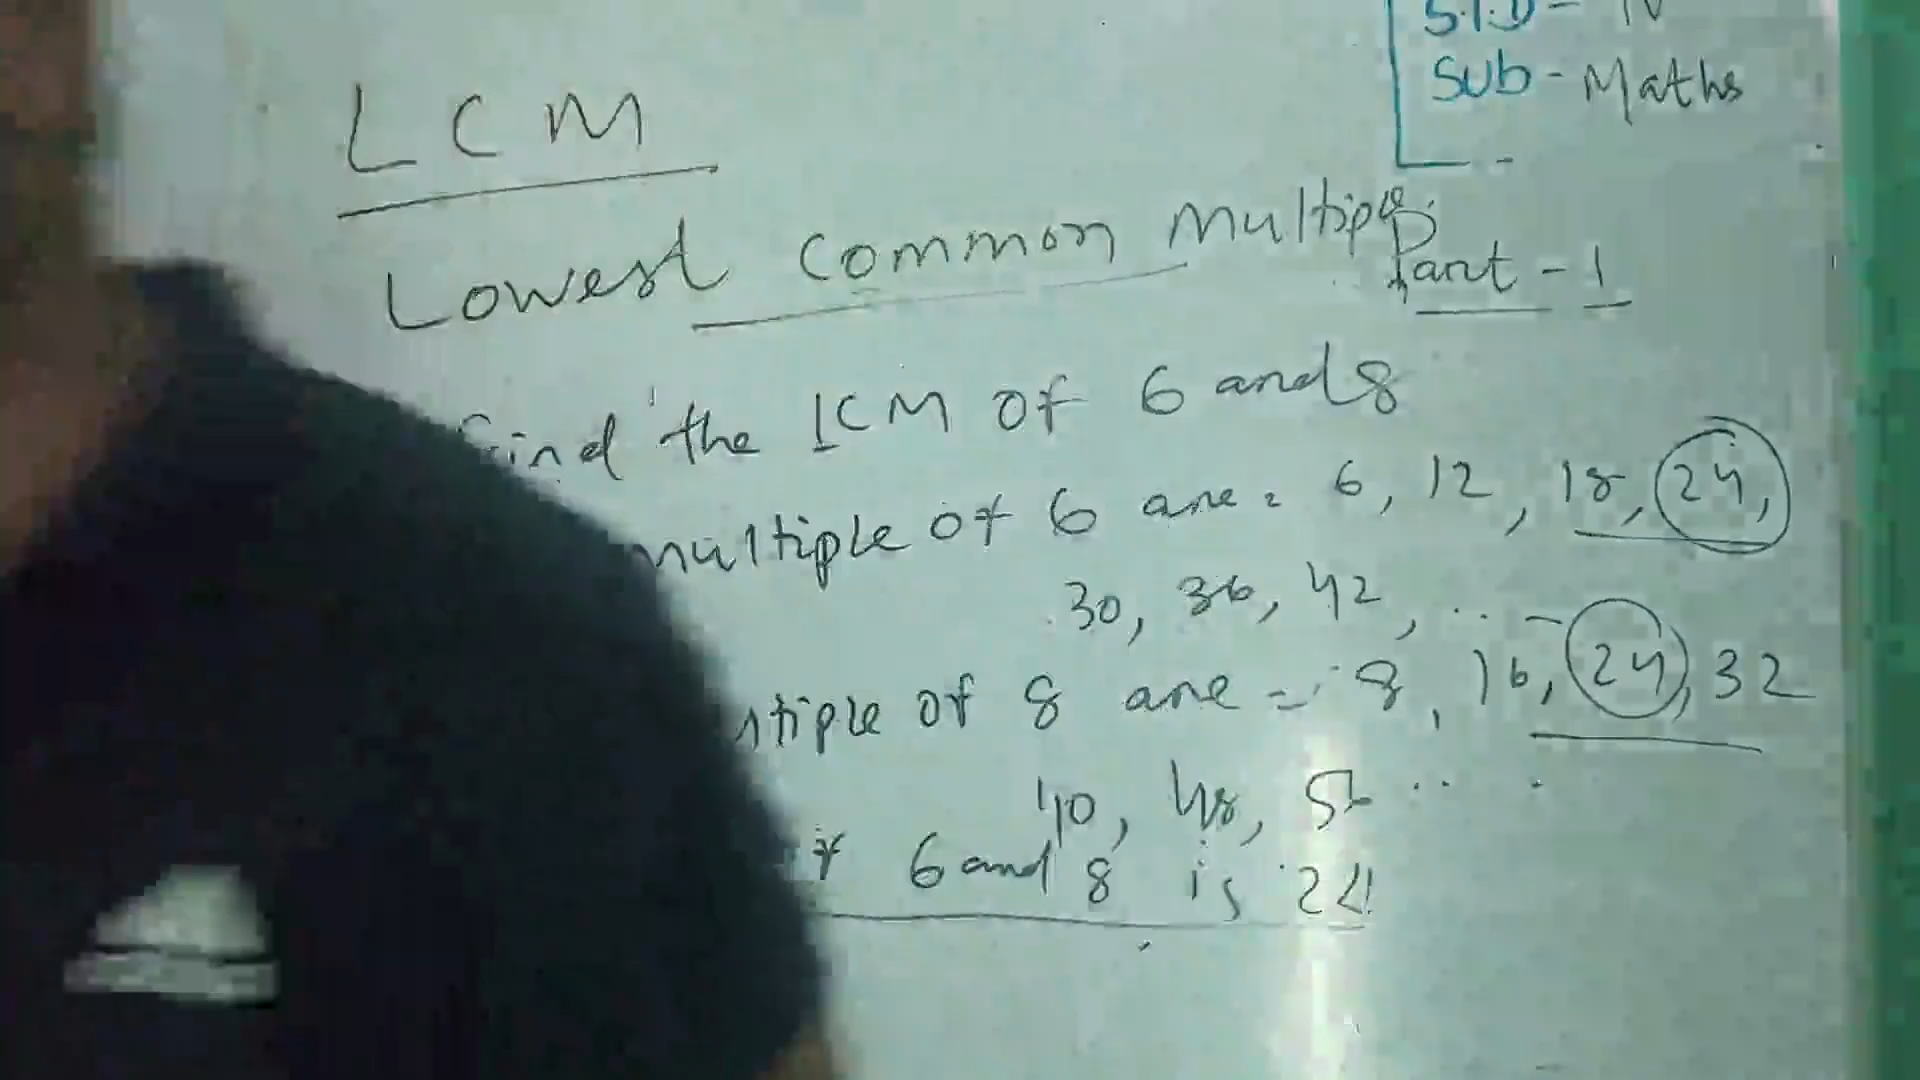 S.T.D - IV
Sub - Maths
LCM
Lowest common multiple
Part - 1
Find the LCM of 6 and 8
multiple of 6 are = 6, 12, 18, 24,
30, 36, 42, ...
tiple of 8 are = 8, 16, 24, 32
40, 48, ...
6 and 8 is 24